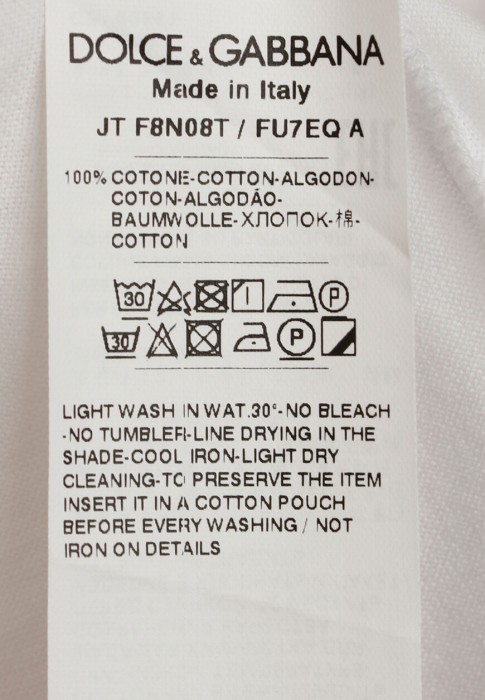 DOLCE & GABBANA
Made in Italy
JT F8N08T / FU7EQ A
100% COTONE-COTTON-ALGODON-
COTON-ALGODÃO-
BAUMWOLLE-ХЛОПОК-棉-
COTTON
30 P
30 P
LIGHT WASH IN WAT.30°-NO BLEACH
-NO TUMBLER-LINE DRYING IN THE
SHADE-COOL IRON-LIGHT DRY
CLEANING-TO PRESERVE THE ITEM
INSERT IT IN A COTTON POUCH
BEFORE EVERY WASHING / NOT
IRON ON DETAILS